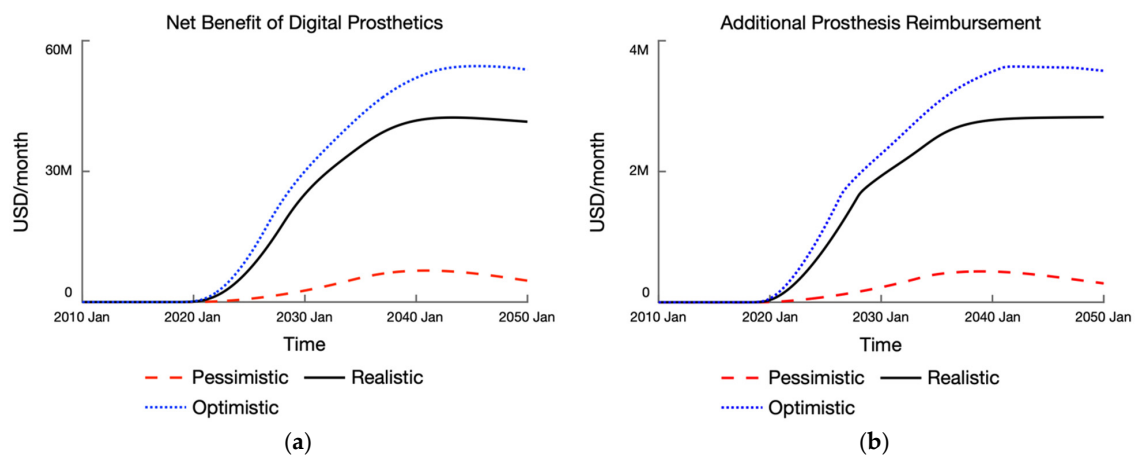 Net Benefit of Digital Prosthetics
60M
30M
0
USD/month
2010 Jan 2020 Jan 2030 Jan 2040 Jan 2050 Jan
Time
Pessimistic Realistic
Optimistic
(a)
Additional Prosthesis Reimbursement
4M
2M
0
USD/month
2010 Jan 2020 Jan 2030 Jan 2040 Jan 2050 Jan
Time
Pessimistic Realistic
Optimistic
(b)